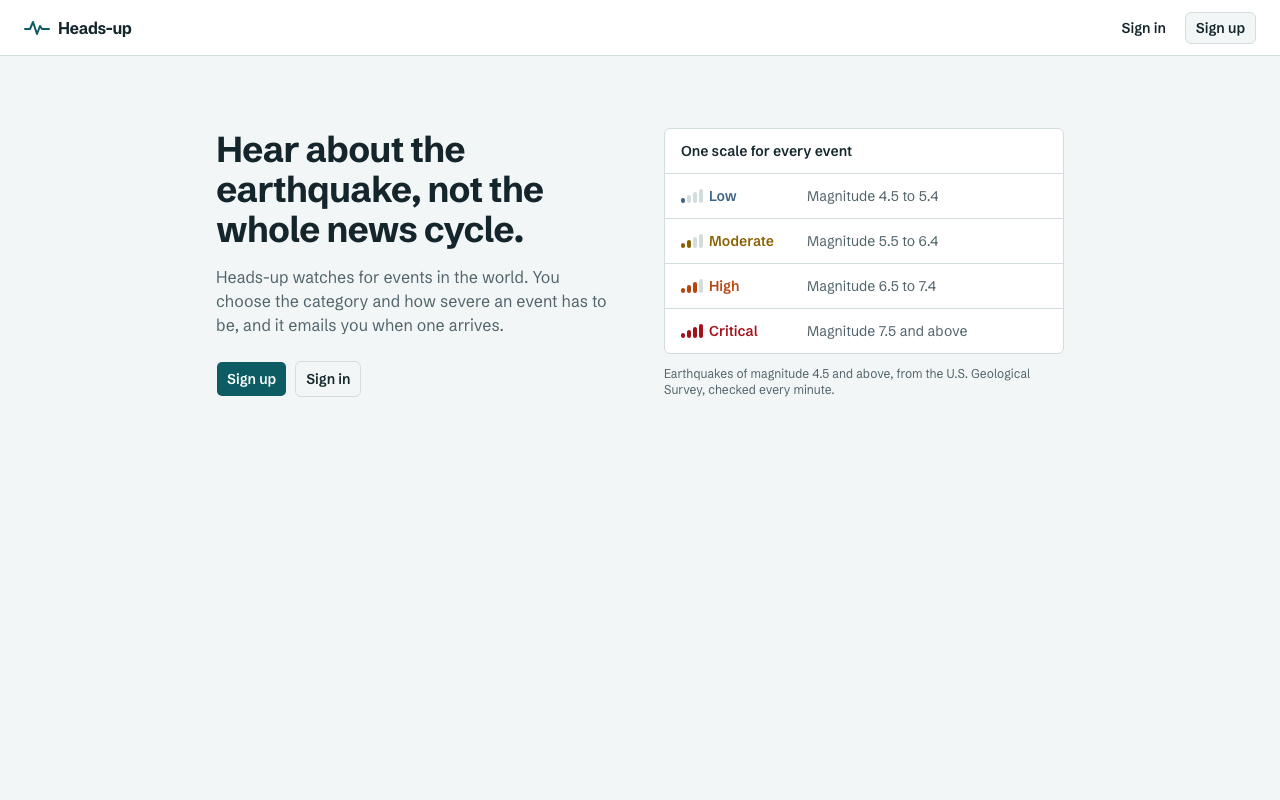 Heads-up
Sign in
Sign up
Hear about the
earthquake, not the
whole news cycle.
Heads-up watches for events in the world. You
choose the category and how severe an event has to
be, and it emails you when one arrives.
Sign up
Sign in
One scale for every event
Low
Magnitude 4.5 to 5.4
Moderate
Magnitude 5.5 to 6.4
High
Magnitude 6.5 to 7.4
Critical
Magnitude 7.5 and above
Earthquakes of magnitude 4.5 and above, from the U.S. Geological
Survey, checked every minute.